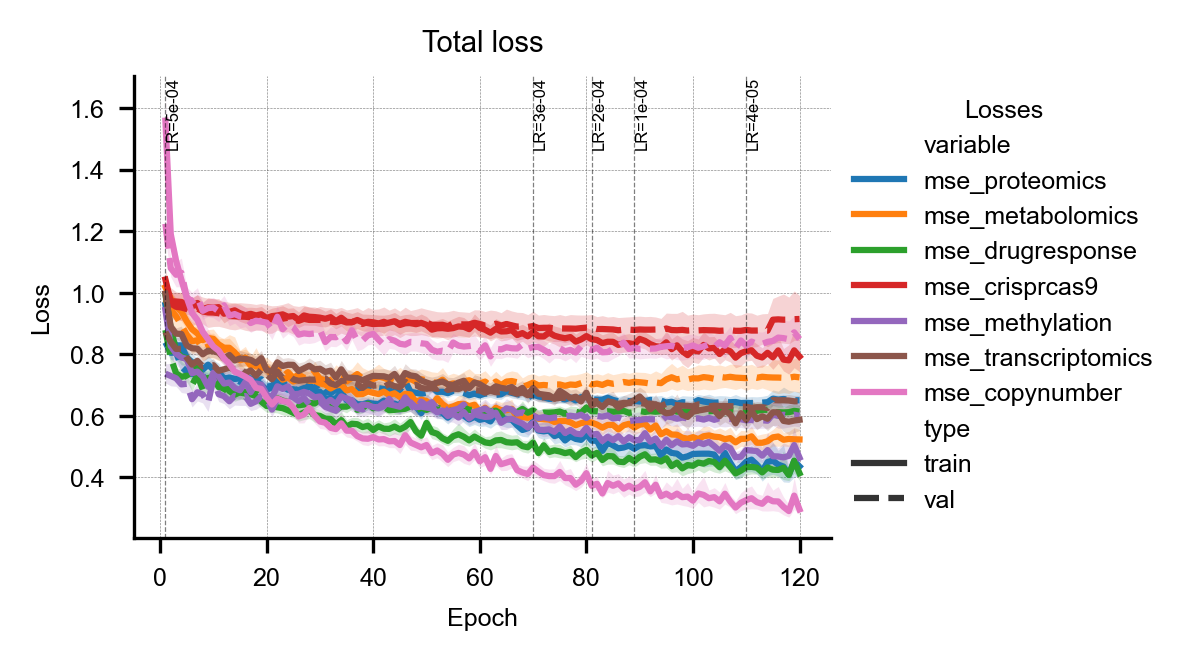 Total loss
LR=5e-04
LR=3e-04
LR=2e-04
LR=1e-04
LR=4e-05
1.6
1.4
1.2
1.0
0.8
0.6
0.4
Loss
0
20
40
60
80
100
120
Epoch
Losses
variable
mse_proteomics
mse_metabolomics
mse_drugresponse
mse_crisprcas9
mse_methylation
mse_transcriptomics
mse_copynumber
type
train
val